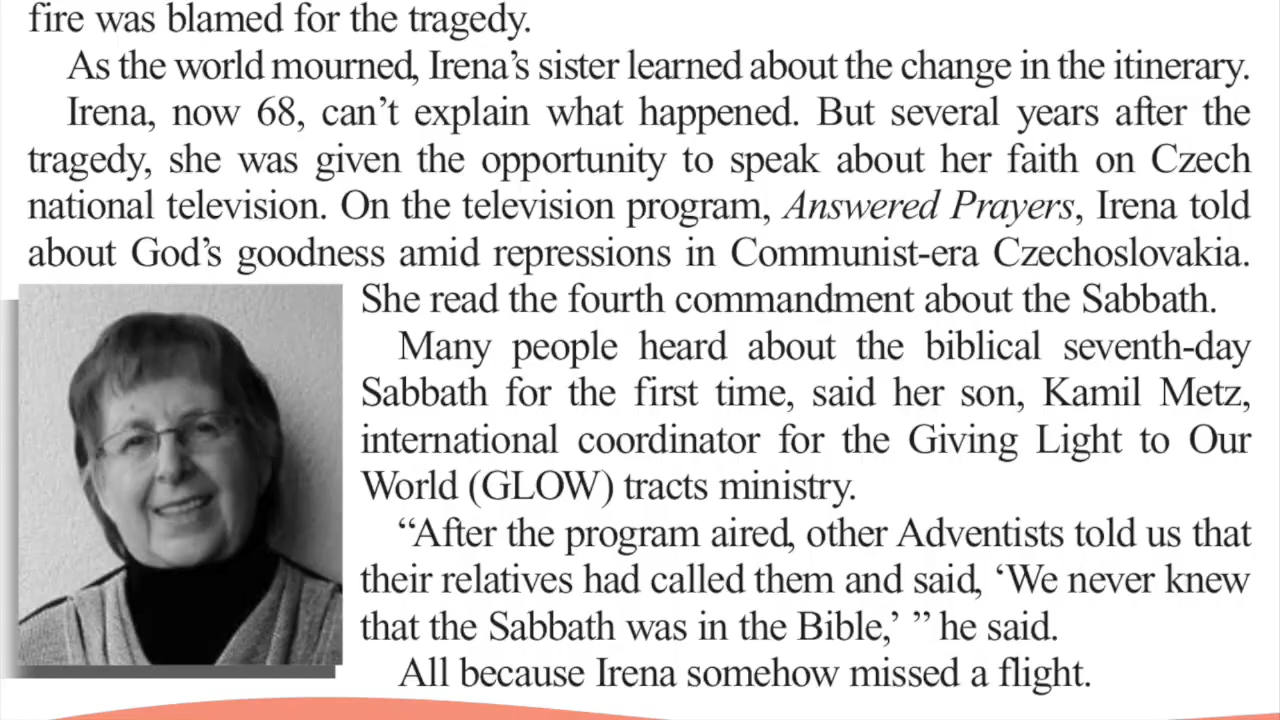 fire was blamed for the tragedy.
As the world mourned, Irena’s sister learned about the change in the itinerary.
Irena, now 68, can’t explain what happened. But several years after the
tragedy, she was given the opportunity to speak about her faith on Czech
national television. On the television program, Answered Prayers, Irena told
about God’s goodness amid repressions in Communist-era Czechoslovakia.
She read the fourth commandment about the Sabbath.
Many people heard about the biblical seventh-day
Sabbath for the first time, said her son, Kamil Metz,
international coordinator for the Giving Light to Our
World (GLOW) tracts ministry.
“After the program aired, other Adventists told us that
their relatives had called them and said, ‘We never knew
that the Sabbath was in the Bible,’ ” he said.
All because Irena somehow missed a flight.